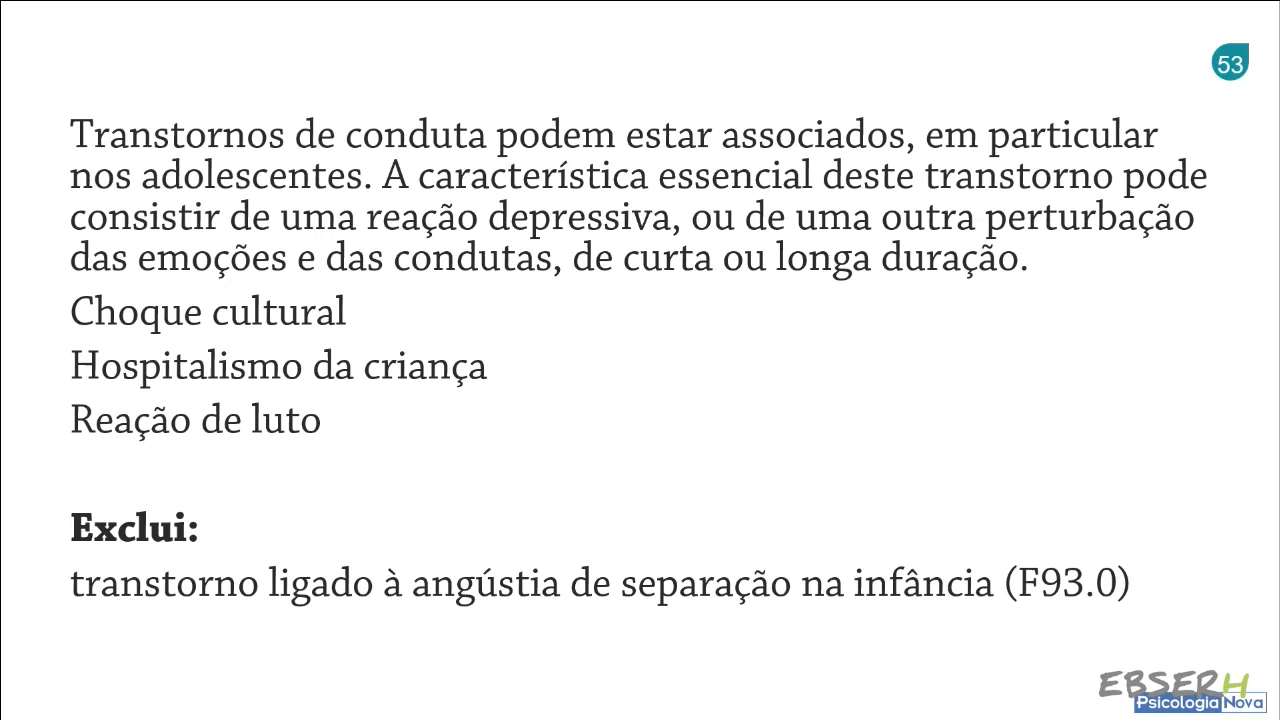 53
Transtornos de conduta podem estar associados, em particular
nos adolescentes. A característica essencial deste transtorno pode
consistir de uma reação depressiva, ou de uma outra perturbação
das emoções e das condutas, de curta ou longa duração.
Choque cultural
Hospitalismo da criança
Reação de luto
Exclui:
transtorno ligado à angústia de separação na infância (F93.0)
EBSERH
Psicologia Nova